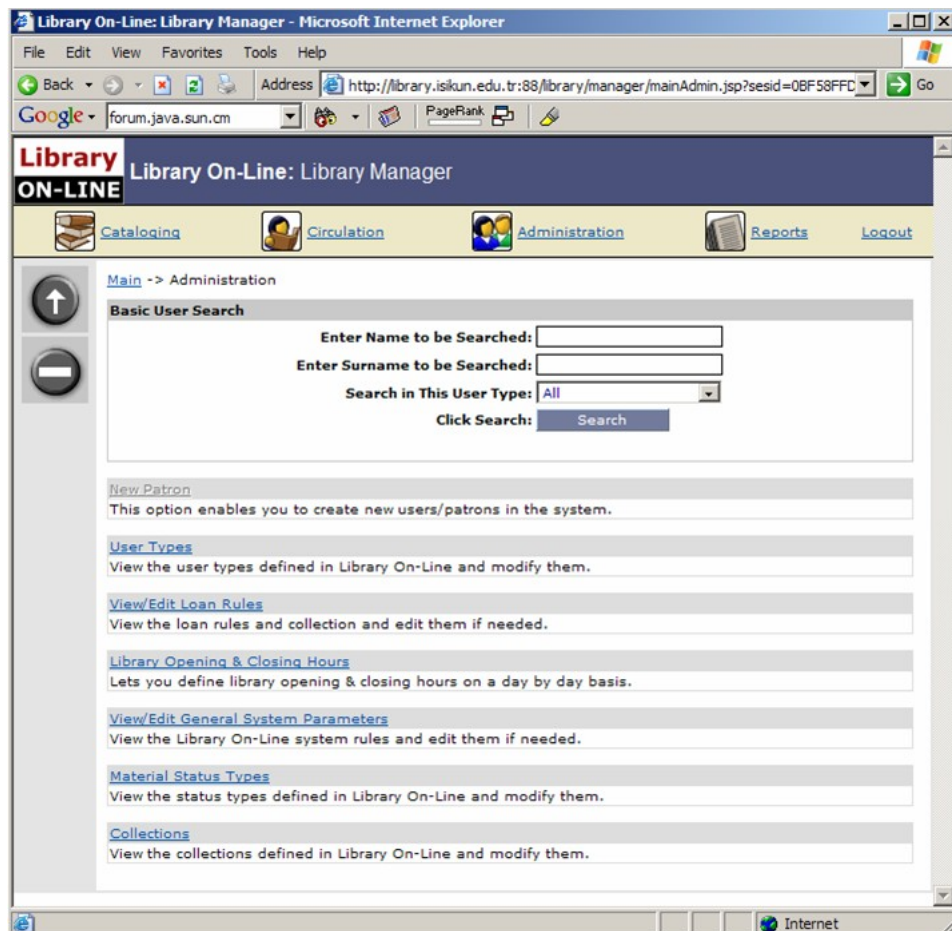 Library On-Line: Library Manager - Microsoft Internet Explorer
File Edit View Favorites Tools Help
Back Address http://library.isikun.edu.tr:88/library/manager/mainAdmin.jsp?sesid=0BF58FFD Go
Google forum.java.sun.cm PageRank
Library
ON-LINE
Library On-Line: Library Manager
Cataloging Circulation Administration Reports Logout
Main -> Administration
Basic User Search
Enter Name to be Searched:
Enter Surname to be Searched:
Search in This User Type: All
Click Search: Search
New Patron
This option enables you to create new users/patrons in the system.
User Types
View the user types defined in Library On-Line and modify them.
View/Edit Loan Rules
View the loan rules and collection and edit them if needed.
Library Opening & Closing Hours
Lets you define library opening & closing hours on a day by day basis.
View/Edit General System Parameters
View the Library On-Line system rules and edit them if needed.
Material Status Types
View the status types defined in Library On-Line and modify them.
Collections
View the collections defined in Library On-Line and modify them.
Internet